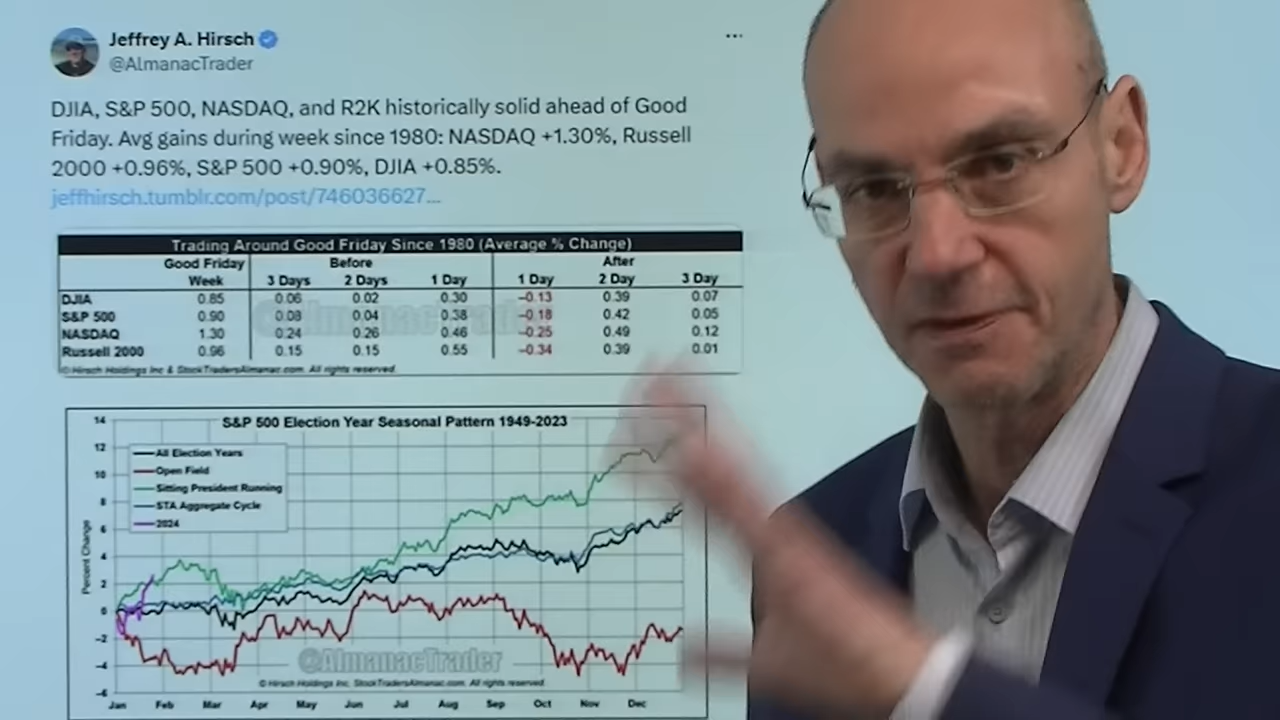 Jeffrey A. Hirsch
@AlmanacTrader
...
DJIA, S&P 500, NASDAQ, and R2K historically solid ahead of Good
Friday. Avg gains during week since 1980: NASDAQ +1.30%, Russell
2000 +0.96%, S&P 500 +0.90%, DJIA +0.85%.
jeffhirsch.tumblr.com/post/746036627...
Trading Around Good Friday Since 1980 (Average % Change)
Good Friday Before After
Week 3 Days 2 Days 1 Day 1 Day 2 Day 3 Day
DJIA 0.85 0.06 0.02 0.30 -0.13 0.39 0.07
S&P 500 0.90 0.08 0.04 0.38 -0.18 0.42 0.05
NASDAQ 1.30 0.24 0.26 0.46 -0.25 0.49 0.12
Russell 2000 0.96 0.15 0.15 0.55 -0.34 0.39 0.01
© Hirsch Holdings Inc & StockTradersAlmanac.com. All rights reserved.
@AlmanacTrader
S&P 500 Election Year Seasonal Pattern 1949-2023
All Election Years
Open Field
Sitting President Running
STA Aggregate Cycle
2024
Percent Change
14
12
10
8
6
4
2
0
-2
-4
-6
@AlmanacTrader
© Hirsch Holdings Inc, StockTradersAlmanac.com. All rights reserved.
Jan Feb Mar Apr May Jun Jul Aug Sep Oct Nov Dec